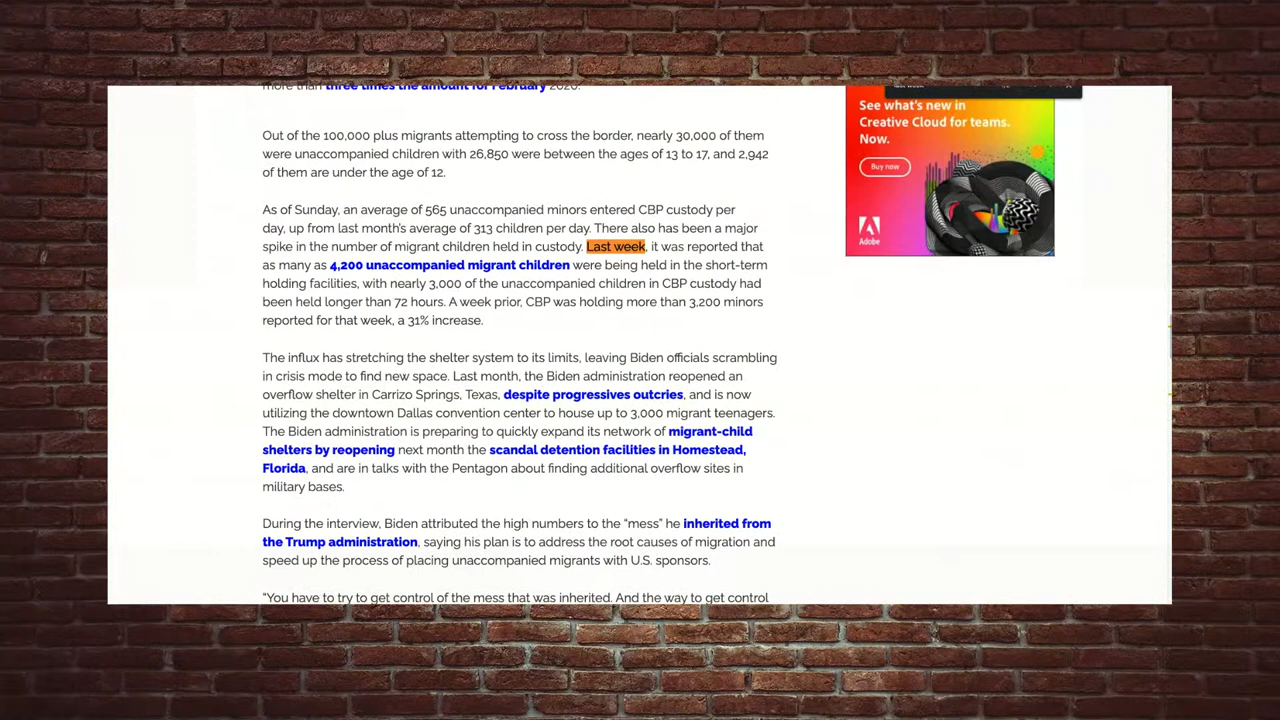 more than three times the amount for February 2020.
Out of the 100,000 plus migrants attempting to cross the border, nearly 30,000 of them
were unaccompanied children with 26,850 were between the ages of 13 to 17, and 2,942
of them are under the age of 12.
As of Sunday, an average of 565 unaccompanied minors entered CBP custody per
day, up from last month's average of 313 children per day. There also has been a major
spike in the number of migrant children held in custody. Last week, it was reported that
as many as 4,200 unaccompanied migrant children were being held in the short-term
holding facilities, with nearly 3,000 of the unaccompanied children in CBP custody had
been held longer than 72 hours. A week prior, CBP was holding more than 3,200 minors
reported for that week, a 31% increase.
The influx has stretching the shelter system to its limits, leaving Biden officials scrambling
in crisis mode to find new space. Last month, the Biden administration reopened an
overflow shelter in Carrizo Springs, Texas, despite progressives outcries, and is now
utilizing the downtown Dallas convention center to house up to 3,000 migrant teenagers.
The Biden administration is preparing to quickly expand its network of migrant-child
shelters by reopening next month the scandal detention facilities in Homestead,
Florida, and are in talks with the Pentagon about finding additional overflow sites in
military bases.
During the interview, Biden attributed the high numbers to the “mess” he inherited from
the Trump administration, saying his plan is to address the root causes of migration and
speed up the process of placing unaccompanied migrants with U.S. sponsors.
“You have to try to get control of the mess that was inherited. And the way to get control
See what's new in
Creative Cloud for teams.
Now.
Buy now
Adobe